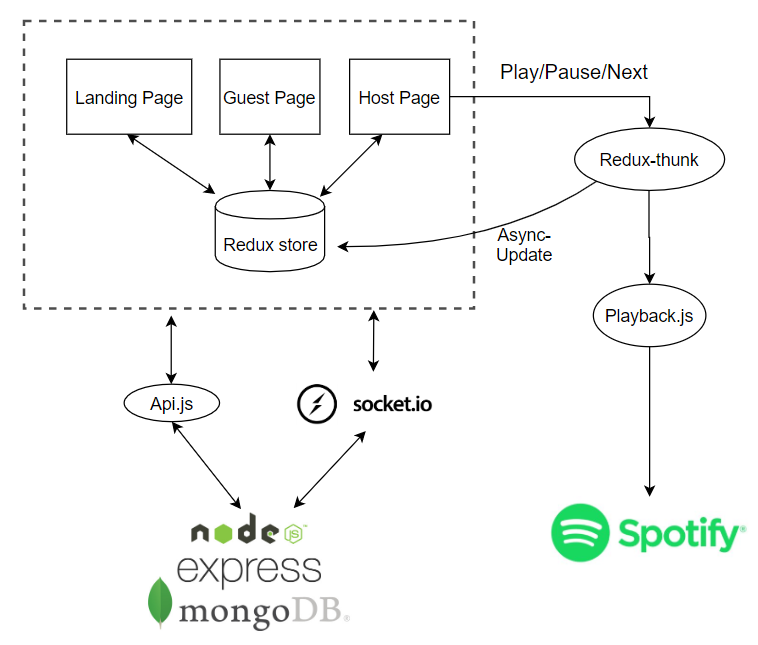 Play/Pause/Next
Landing Page
Guest Page
Host Page
Redux-thunk
Redux store
Async-
Update
Playback.js
Api.js
socket.io
node
JS™
express
mongoDB®
Spotify®